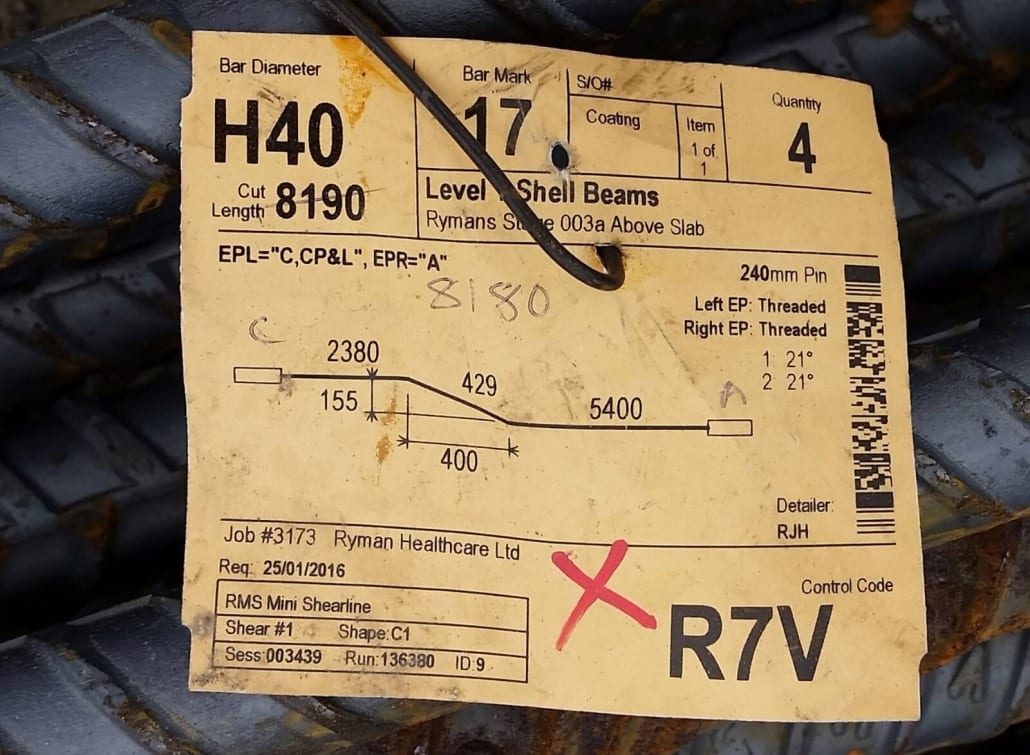 Bar Diameter
H40
Cut Length 8190
Bar Mark
17
S/O#
Coating
Item
1 of
1
Quantity
4
Level Shell Beams
Rymans 003a Above Slab
EPL="C,CP&L", EPR="A"
8180
240mm Pin
Left EP: Threaded
Right EP: Threaded
1 21°
2 21°
C
2380
155
429
400
5400
A
Detailer:
RJH
Job #3173 Ryman Healthcare Ltd
Req: 25/01/2016
RMS Mini Shearline
Shear #1 Shape:C1
Sess:003439 Run:136380 ID:9
X
Control Code
R7V